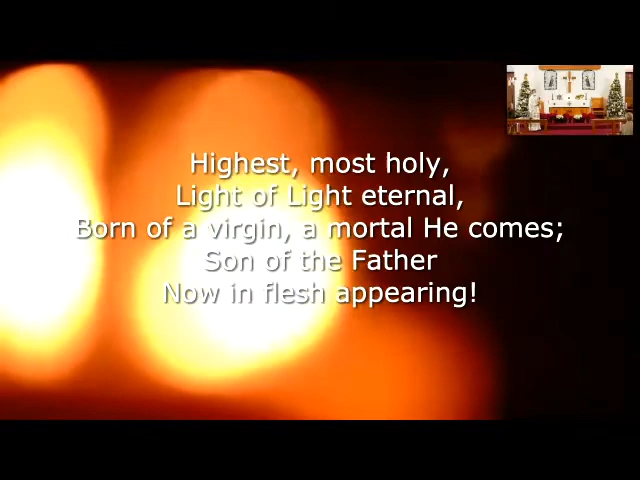 Highest, most holy,
Light of Light eternal,
Born of a virgin, a mortal He comes;
Son of the Father
Now in flesh appearing!